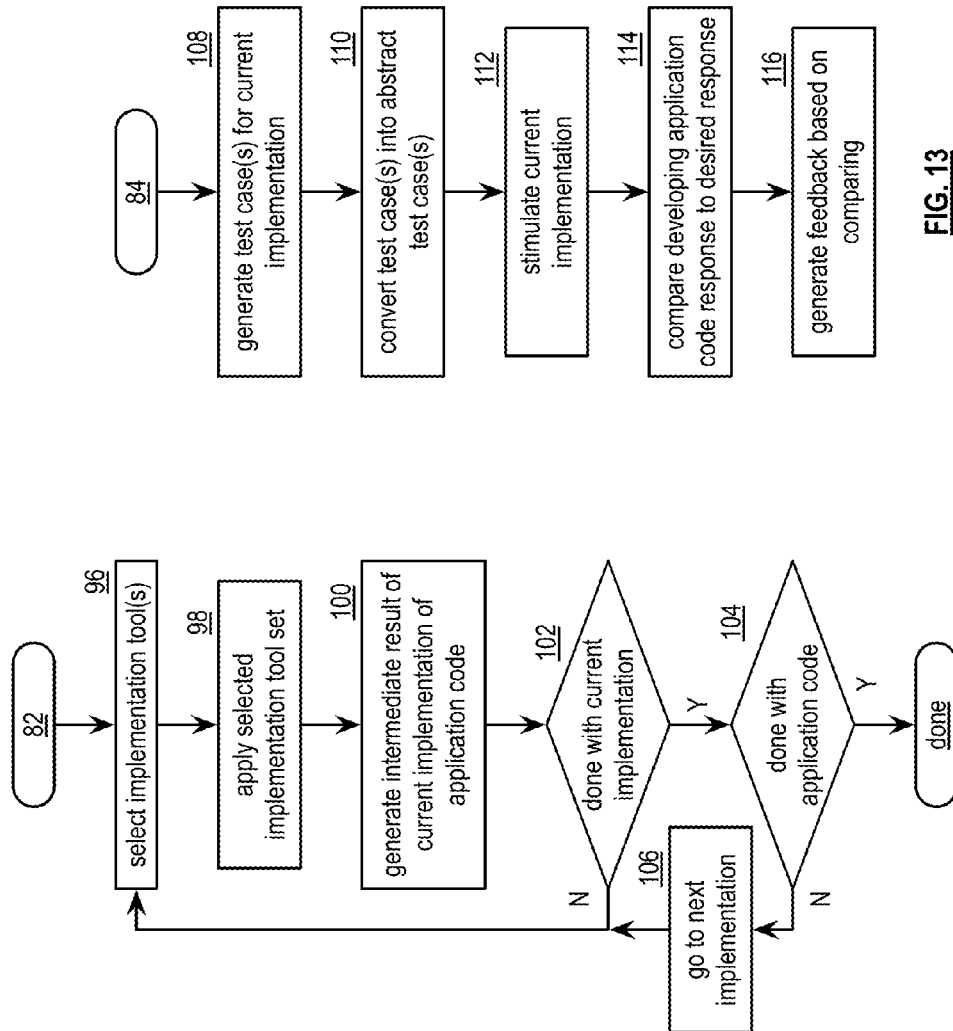 82
96
select implementation tool(s)
98
apply selected
implementation tool set
100
generate intermediate result of
current implementation of
application code
102
done with current
implementation
N
Y
104
done with
application code
N
Y
106
go to next
implementation
done
84
108
generate test case(s) for current
implementation
110
convert test case(s) into abstract
test case(s)
112
stimulate current
implementation
114
compare developing application
code response to desired response
116
generate feedback based on
comparing
FIG. 13